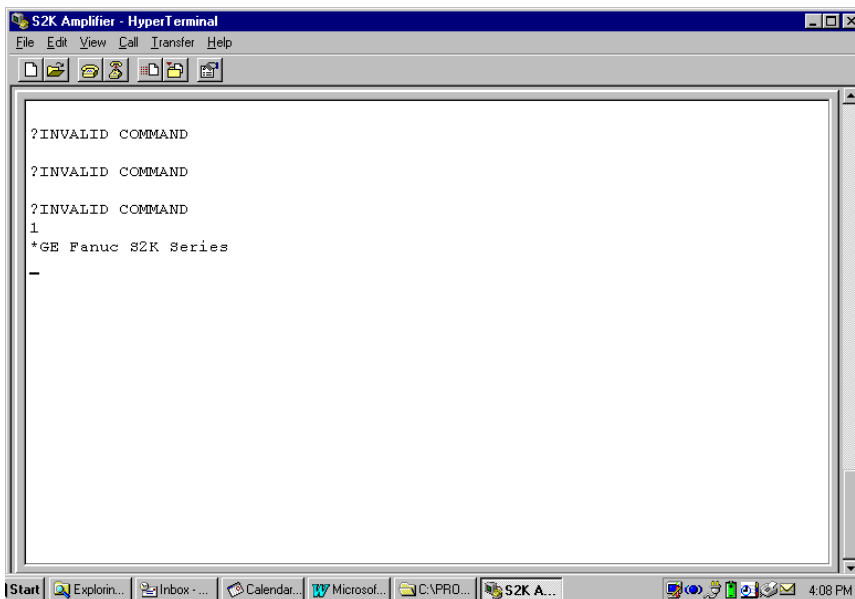 S2K Amplifier - HyperTerminal
File Edit View Call Transfer Help
?INVALID COMMAND
?INVALID COMMAND
?INVALID COMMAND
1
*GE Fanuc S2K Series
Start Explorin... Inbox - ... Calendar... Microsof... C:\PRO... S2K A... 4:08 PM